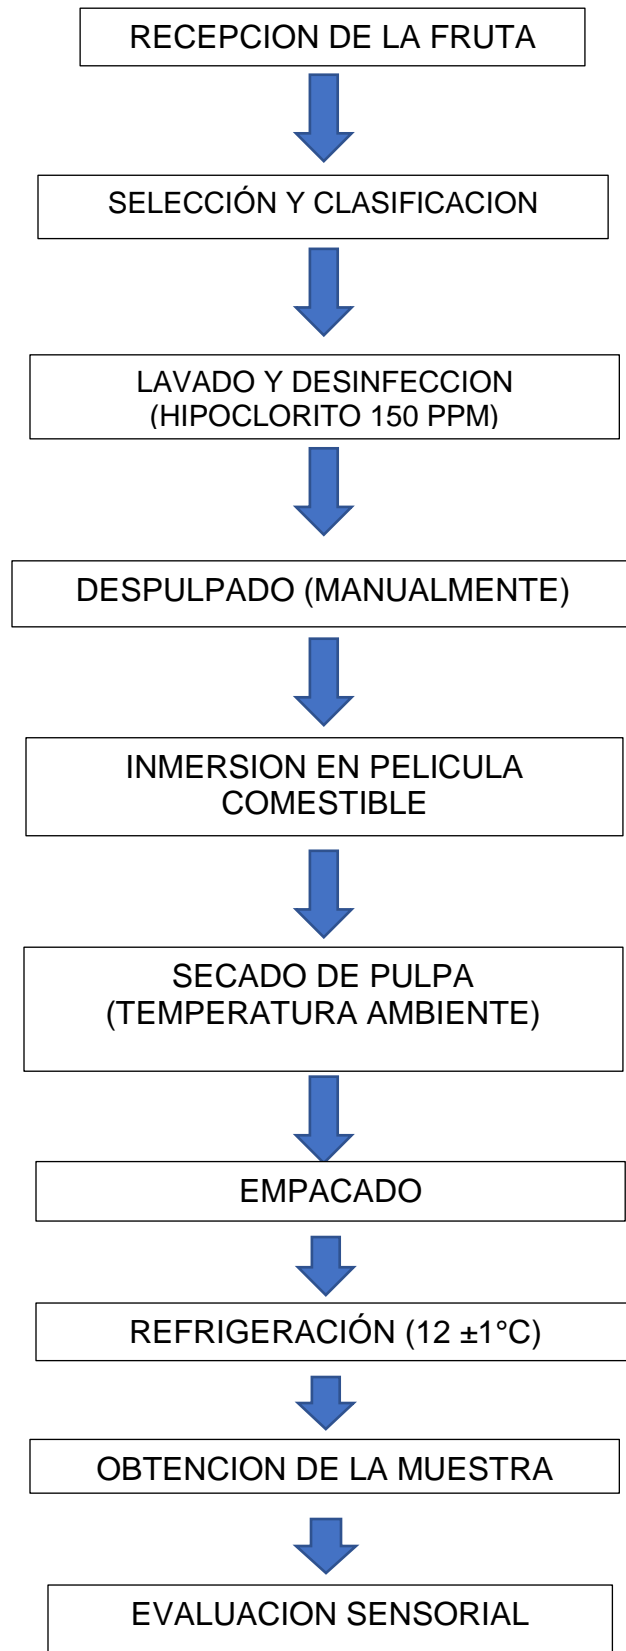 RECEPCION DE LA FRUTA
SELECCIÓN Y CLASIFICACION
LAVADO Y DESINFECCION
(HIPOCLORITO 150 PPM)
DESPULPADO (MANUALMENTE)
INMERSION EN PELICULA
COMESTIBLE
SECADO DE PULPA
(TEMPERATURA AMBIENTE)
EMPACADO
REFRIGERACIÓN (12 ±1°C)
OBTENCION DE LA MUESTRA
EVALUACION SENSORIAL